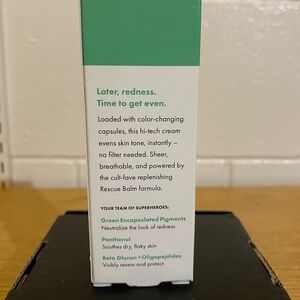 Later, redness.
Time to get even.
Loaded with color-changing
capsules, this hi-tech cream
evens skin tone, instantly –
no filter needed. Sheer,
breathable, and powered
by the cult-fave replenishing
Rescue Balm formula.
YOUR TEAM OF SUPERHEROES:
Green Encapsulated Pigments
Neutralize the look of redness
Panthenol
Soothes dry, flaky skin
Beta Glucan + Oligopeptides
Visibly renew and protect